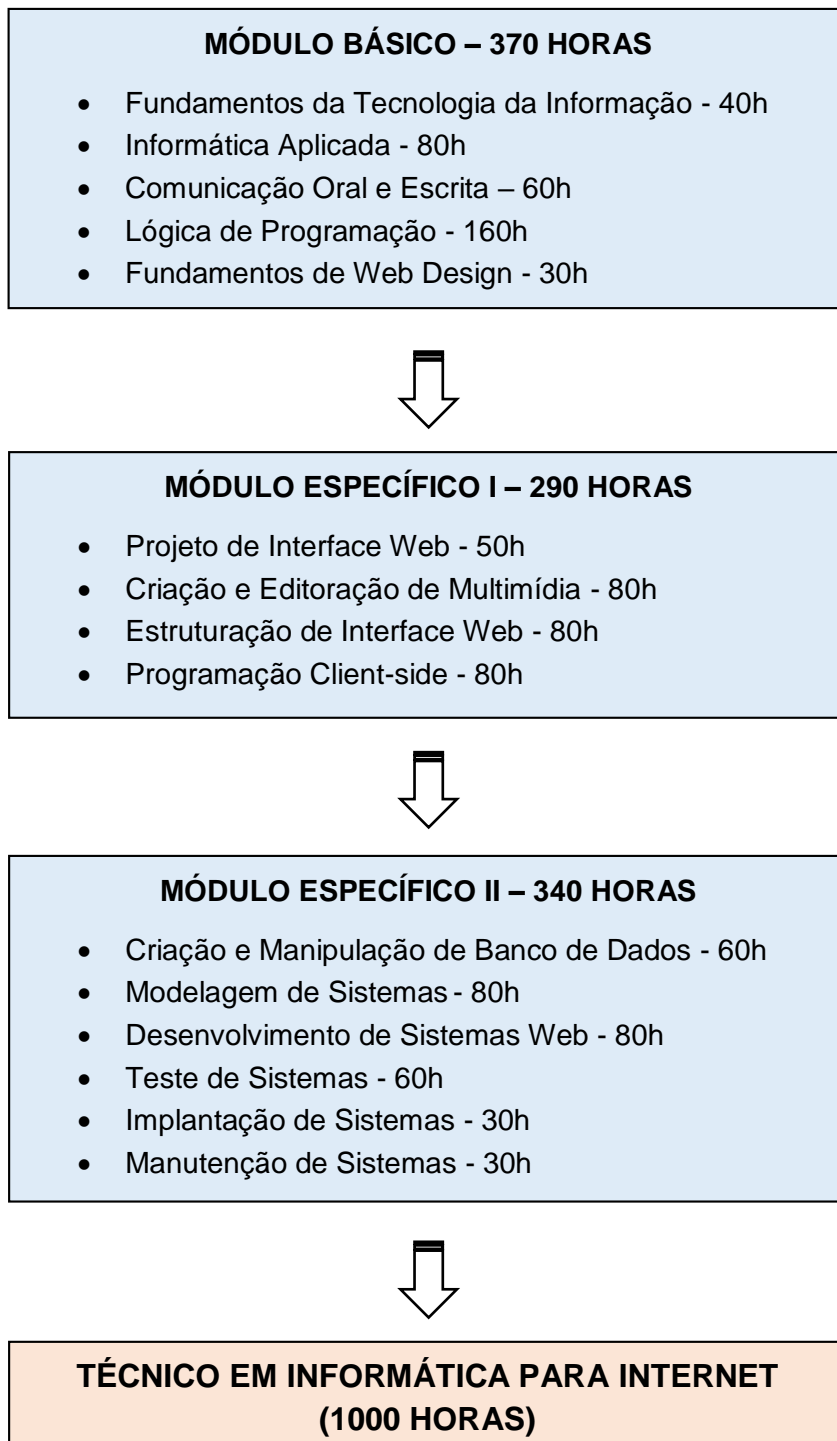 MÓDULO BÁSICO – 370 HORAS
• Fundamentos da Tecnologia da Informação - 40h
• Informática Aplicada - 80h
• Comunicação Oral e Escrita – 60h
• Lógica de Programação - 160h
• Fundamentos de Web Design - 30h
MÓDULO ESPECÍFICO I – 290 HORAS
• Projeto de Interface Web - 50h
• Criação e Editoração de Multimídia - 80h
• Estruturação de Interface Web - 80h
• Programação Client-side - 80h
MÓDULO ESPECÍFICO II – 340 HORAS
• Criação e Manipulação de Banco de Dados - 60h
• Modelagem de Sistemas - 80h
• Desenvolvimento de Sistemas Web - 80h
• Teste de Sistemas - 60h
• Implantação de Sistemas - 30h
• Manutenção de Sistemas - 30h
TÉCNICO EM INFORMÁTICA PARA INTERNET
(1000 HORAS)